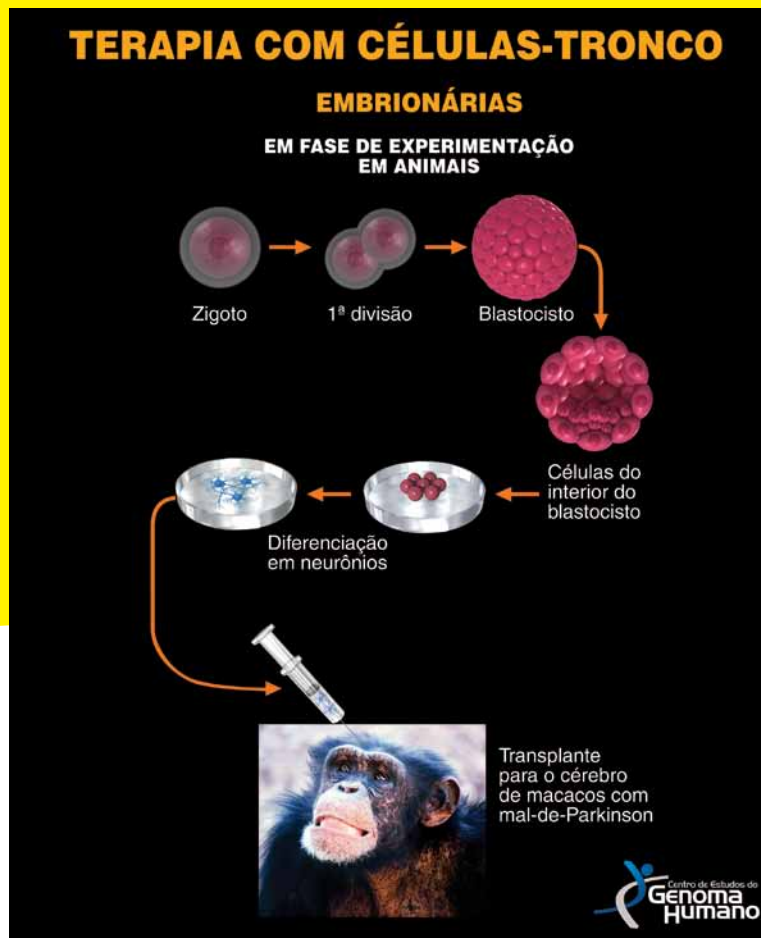 TERAPIA COM CÉLULAS-TRONCO
EMBRIONÁRIAS
EM FASE DE EXPERIMENTAÇÃO
EM ANIMAIS
Zigoto
1ª divisão
Blastocisto
Células do
interior do
blastocisto
Diferenciação
em neurônios
Transplante
para o cérebro
de macacos com
mal-de-Parkinson
Centro de Estudos do
Genoma
Humano